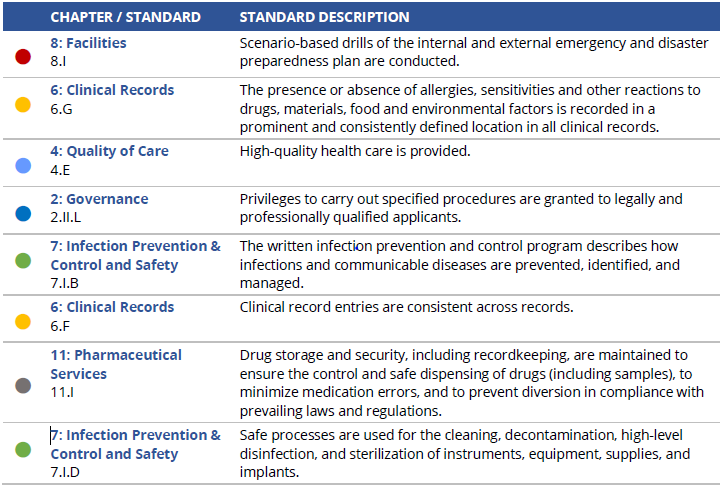 CHAPTER / STANDARD STANDARD DESCRIPTION
8: Facilities
8.I
Scenario-based drills of the internal and external emergency and disaster
preparedness plan are conducted.
6: Clinical Records
6.G
The presence or absence of allergies, sensitivities and other reactions to
drugs, materials, food and environmental factors is recorded in a
prominent and consistently defined location in all clinical records.
4: Quality of Care
4.E
High-quality health care is provided.
2: Governance
2.II.L
Privileges to carry out specified procedures are granted to legally and
professionally qualified applicants.
7: Infection Prevention &
Control and Safety
7.I.B
The written infection prevention and control program describes how
infections and communicable diseases are prevented, identified, and
managed.
6: Clinical Records
6.F
Clinical record entries are consistent across records.
11: Pharmaceutical
Services
11.I
Drug storage and security, including recordkeeping, are maintained to
ensure the control and safe dispensing of drugs (including samples), to
minimize medication errors, and to prevent diversion in compliance with
prevailing laws and regulations.
7: Infection Prevention &
Control and Safety
7.I.D
Safe processes are used for the cleaning, decontamination, high-level
disinfection, and sterilization of instruments, equipment, supplies, and
implants.